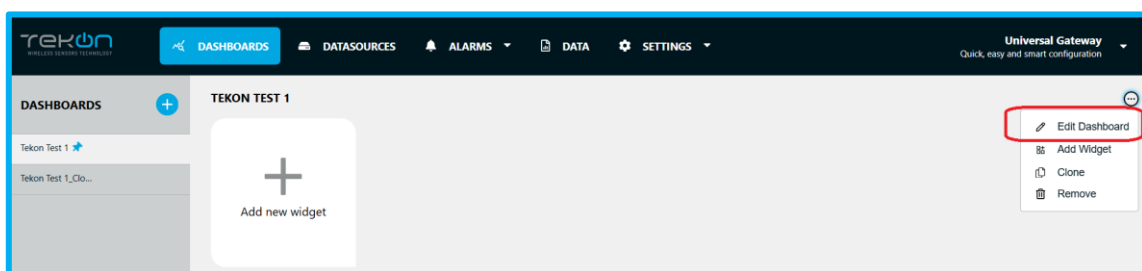 TEKON
WIRELESS SENSORS TECHNOLOGY
DASHBOARDS
DATASOURCES
ALARMS
DATA
SETTINGS
Universal Gateway
Quick, easy and smart configuration
DASHBOARDS
TEKON TEST 1
Edit Dashboard
Tekon Test 1
Add Widget
Tekon Test 1_Clo...
Clone
Remove
Add new widget